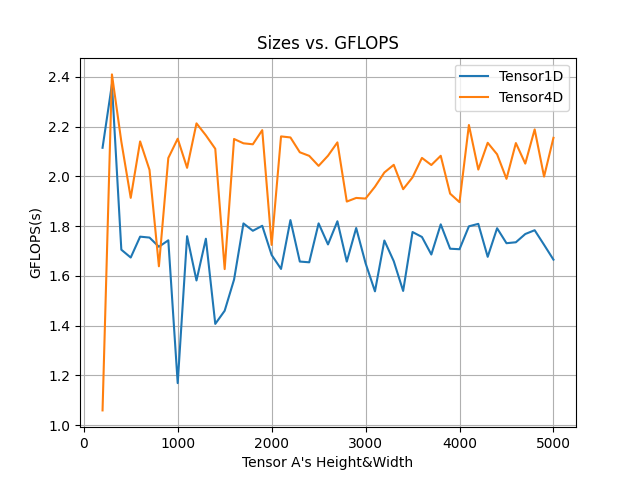 Sizes vs. GFLOPS
Tensor1D
Tensor4D
GFLOPS(s)
2.4
2.2
2.0
1.8
1.6
1.4
1.2
1.0
0 1000 2000 3000 4000 5000
Tensor A's Height&Width